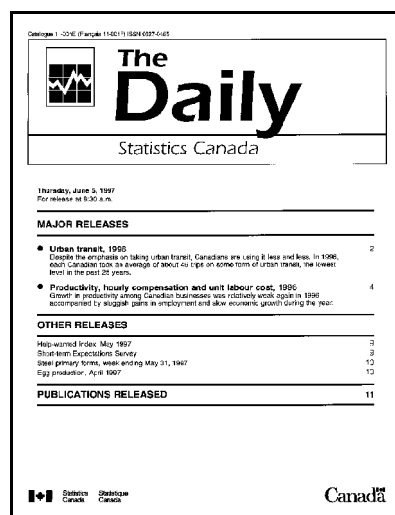 Catalogue 11-001E (Français 11-001F) ISSN 0827-0465
The
Daily
Statistics Canada
Thursday, June 5, 1997
For release at 8:30 a.m.
MAJOR RELEASES
● Urban transit, 1996 2
Despite the emphasis on taking urban transit, Canadians are using it less and less. In 1996,
each Canadian took an average of about 48 trips on some form of urban transit, the lowest
level in the past 25 years.
● Productivity, hourly compensation and unit labour cost, 1996 4
Growth in productivity among Canadian businesses was relatively weak again in 1996
accompanied by sluggish gains in employment and slow economic growth during the year.
OTHER RELEASES
Help-wanted Index, May 1997 9
Short-term Expectations Survey 9
Steel primary forms, week ending May 31, 1997 10
Egg production, April 1997 10
PUBLICATIONS RELEASED 11
Statistics Statistique
Canada Canada
Canada